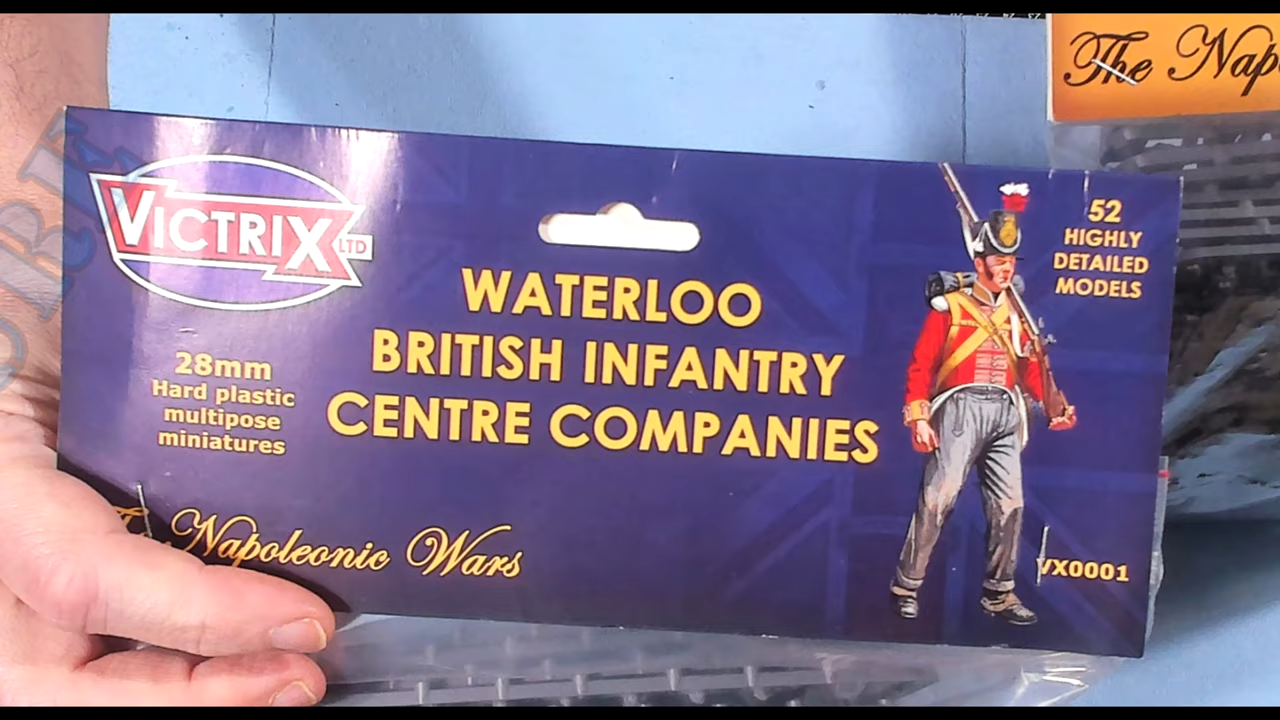 The Nap
VICTRIX LTD
52
HIGHLY
DETAILED
MODELS
WATERLOO
BRITISH INFANTRY
CENTRE COMPANIES
28mm
Hard plastic
multipose
miniatures
Napoleonic Wars
VX0001